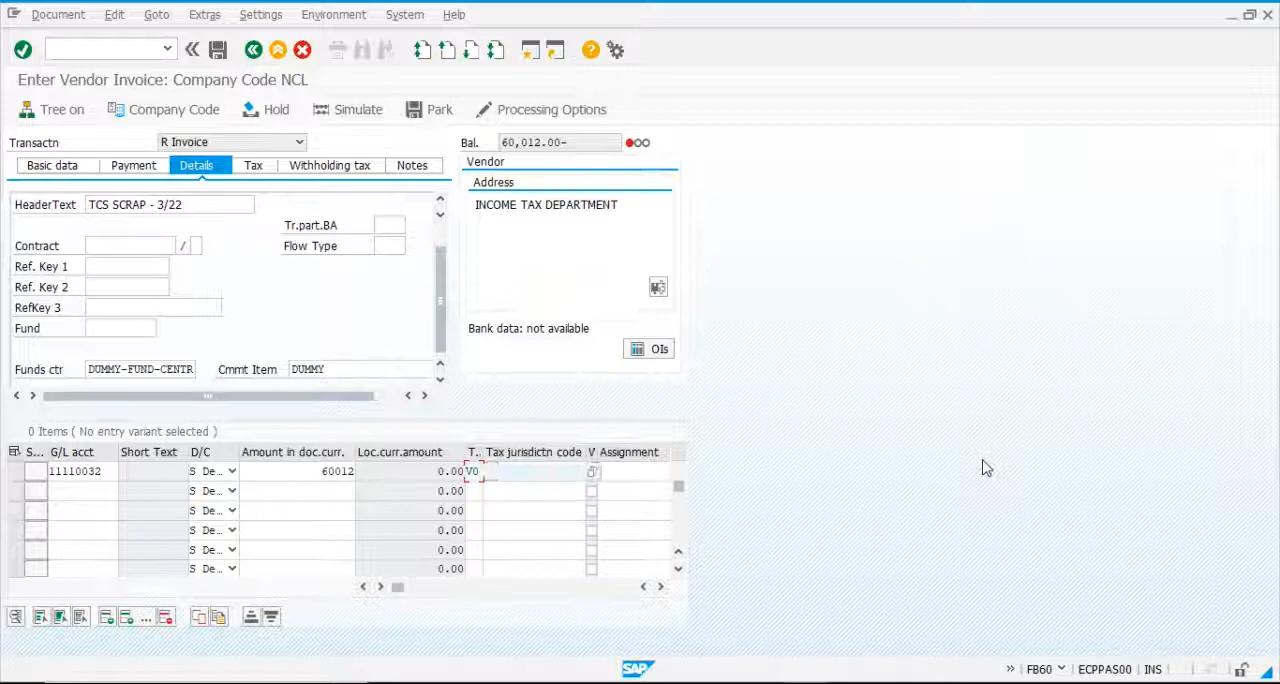 Document Edit Goto Extras Settings Environment System Help
Enter Vendor Invoice: Company Code NCL
Tree on Company Code Hold Simulate Park Processing Options
Transactn R Invoice Bal. 60,012.00-
Basic data Payment Details Tax Withholding tax Notes
Vendor
Address
HeaderText TCS SCRAP - 3/22
INCOME TAX DEPARTMENT
Tr.part.BA
Contract / Flow Type
Ref. Key 1
Ref. Key 2
RefKey 3
Fund
Bank data: not available
OIs
Funds ctr DUMMY-FUND-CENTR Cmmt Item DUMMY
0 Items ( No entry variant selected )
S... G/L acct Short Text D/C Amount in doc.curr. Loc.curr.amount T.. Tax jurisdictn code V Assignment
11110032 S De... 60012 0.00 V0
S De... 0.00
S De... 0.00
S De... 0.00
S De... 0.00
S De... 0.00
...
SAP
» FB60 ECPPAS00 INS